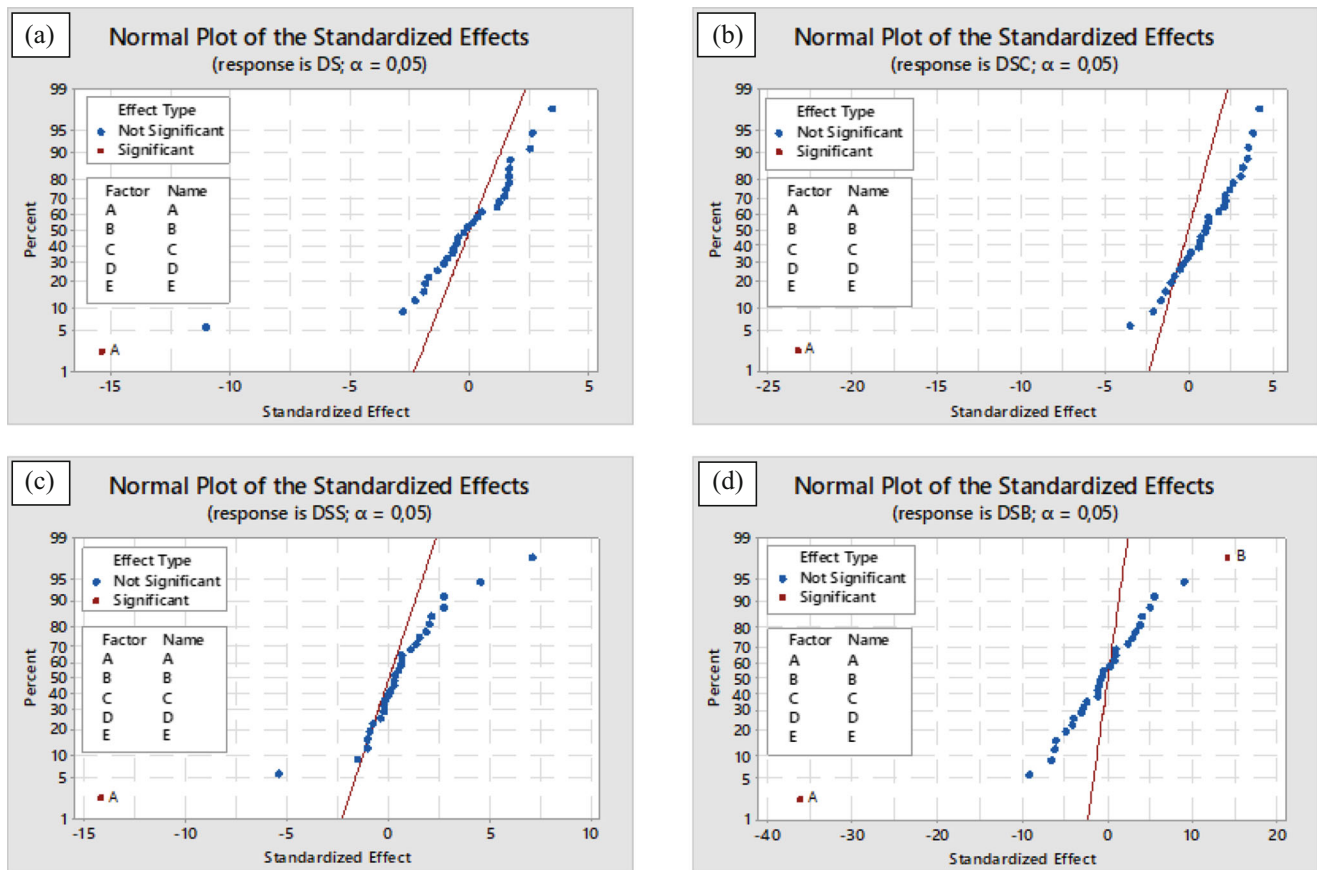 (a)
Normal Plot of the Standardized Effects
(response is DS; α = 0,05)
Effect Type
Not Significant
Significant
Factor Name
A A
B B
C C
D D
E E
A
99
95
90
80
70
60
50
40
30
20
10
5
1
Percent
-15 -10 -5 0 5
Standardized Effect
(b)
Normal Plot of the Standardized Effects
(response is DSC; α = 0,05)
Effect Type
Not Significant
Significant
Factor Name
A A
B B
C C
D D
E E
A
99
95
90
80
70
60
50
40
30
20
10
5
1
Percent
-25 -20 -15 -10 -5 0 5
Standardized Effect
(c)
Normal Plot of the Standardized Effects
(response is DSS; α = 0,05)
Effect Type
Not Significant
Significant
Factor Name
A A
B B
C C
D D
E E
A
99
95
90
80
70
60
50
40
30
20
10
5
1
Percent
-15 -10 -5 0 5 10
Standardized Effect
(d)
Normal Plot of the Standardized Effects
(response is DSB; α = 0,05)
Effect Type
Not Significant
Significant
B
Factor Name
A A
B B
C C
D D
E E
A
99
95
90
80
70
60
50
40
30
20
10
5
1
Percent
-40 -30 -20 -10 0 10 20
Standardized Effect